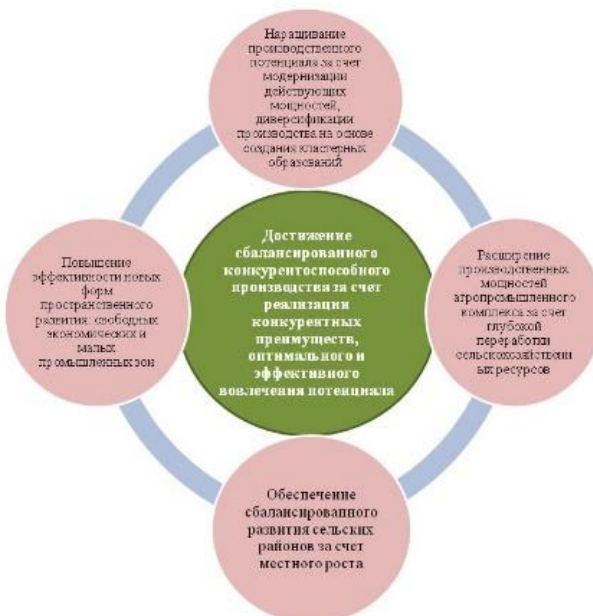 Наращивание
производственного
потенциала за счет
модернизации
действующих
мощностей,
диверсификации
производства на основе
создания кластерных
образований
Повышение
эффективности новых
форм
пространственного
развития: свободных
экономических и
малых
промышленных зон
Достижение
сбалансированного
конкурентоспособного
производства за счет
реализации
конкурентных
преимуществ,
оптимального и
эффективного
вовлечения потенциала
Расширение
производственных
мощностей
агропромышленного
комплекса за счет
глубокой
переработки
сельскохозяйственн
ых ресурсов
Обеспечение
сбалансированного
развития сельских
районов за счет
местного роста